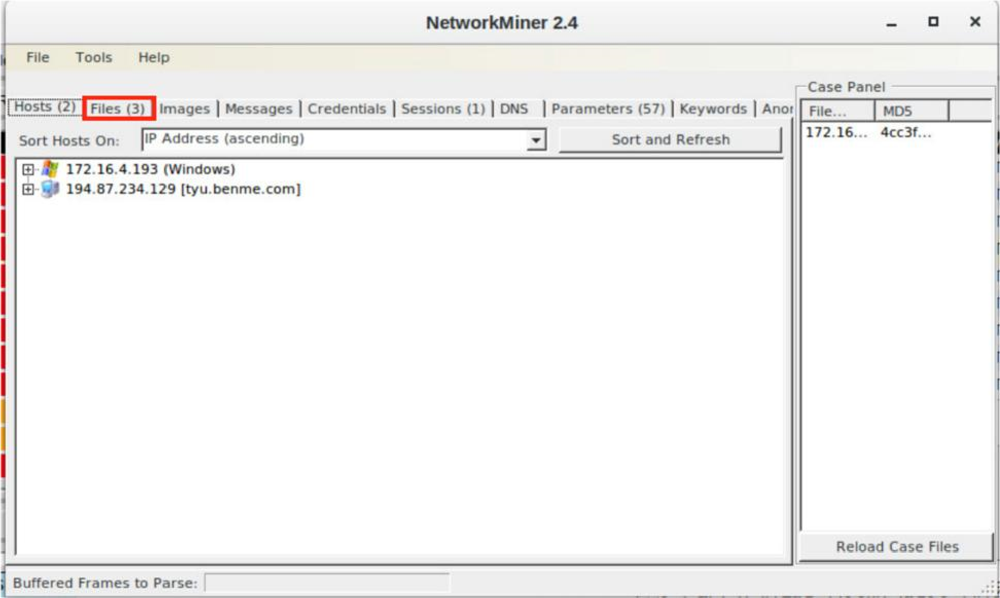 NetworkMiner 2.4
File Tools Help
Hosts (2) Files (3) Images Messages Credentials Sessions (1) DNS Parameters (57) Keywords
Sort Hosts On: IP Address (ascending) Sort and Refresh
172.16.4.193 (Windows)
194.87.234.129 [tyu.benme.com]
Case Panel
File... MD5
172.16... 4cc3f...
Reload Case Files
Buffered Frames to Parse: